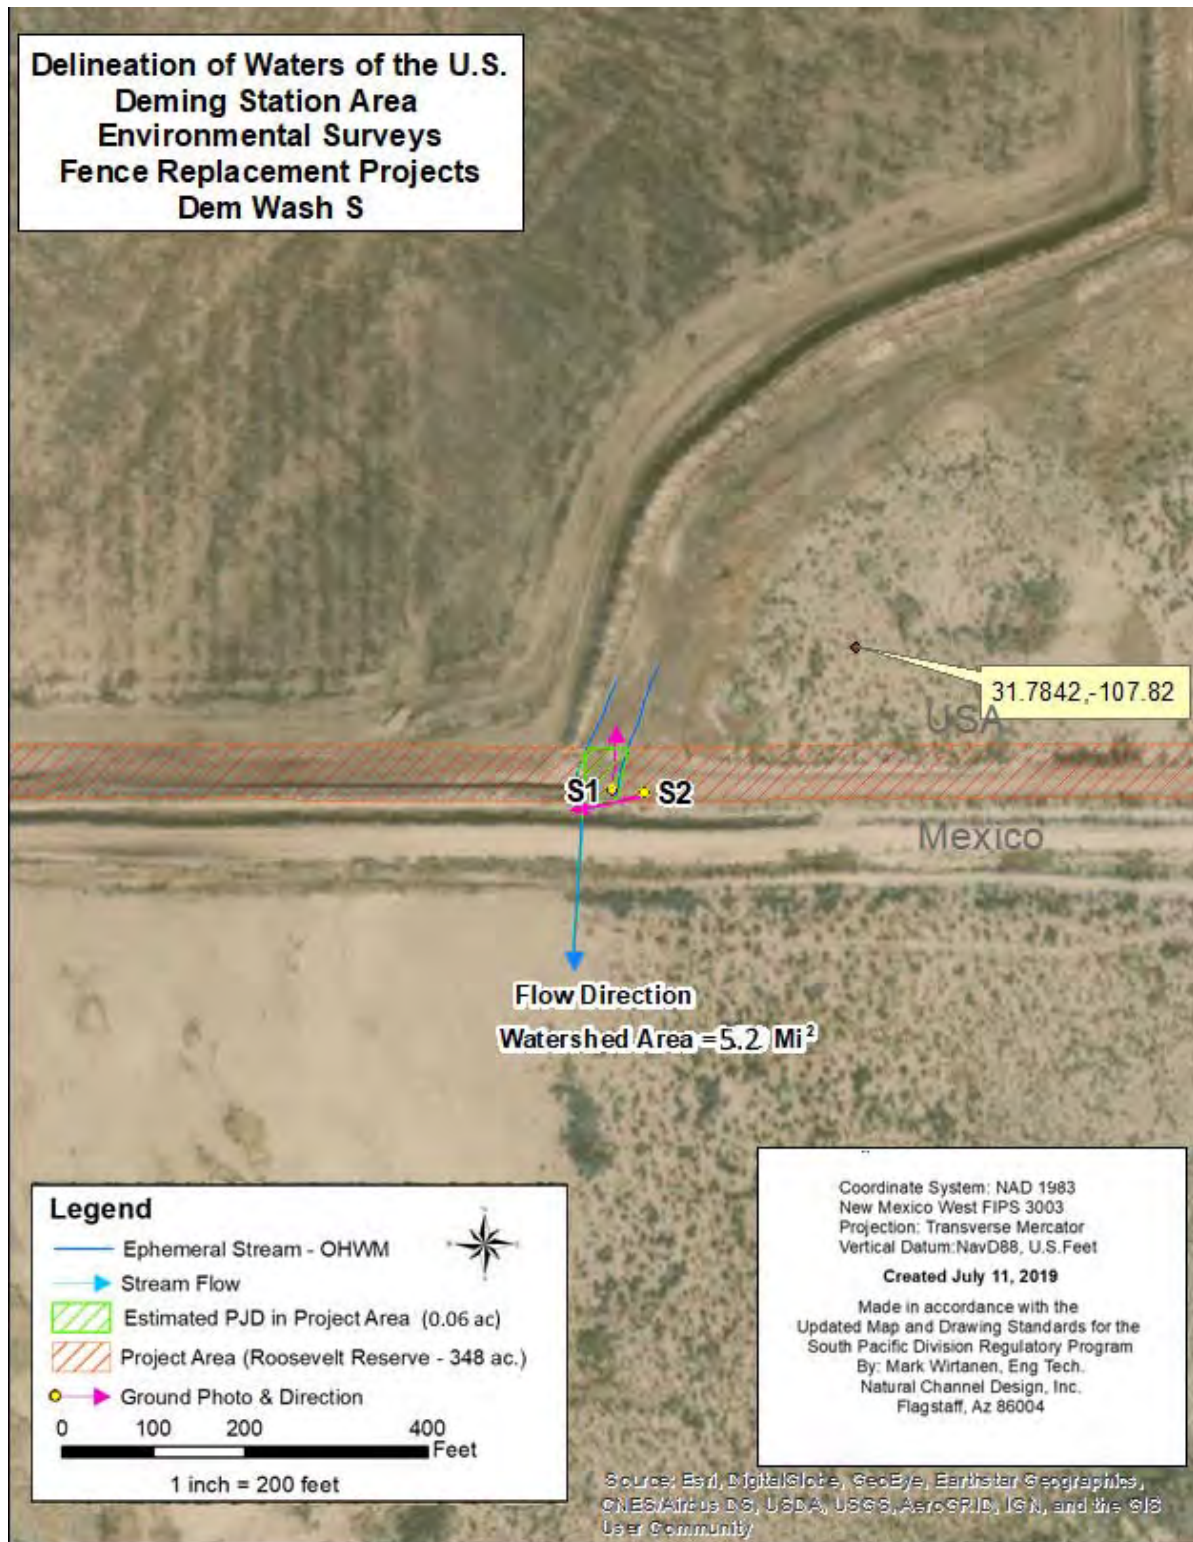 Delineation of Waters of the U.S.
Deming Station Area
Environmental Surveys
Fence Replacement Projects
Dem Wash S
31.7842,-107.82
USA
S1
S2
Mexico
Flow Direction
Watershed Area =5.2 Mi²
Legend
Ephemeral Stream - OHWM
Stream Flow
Estimated PJD in Project Area (0.06 ac)
Project Area (Roosevelt Reserve - 348 ac.)
Ground Photo & Direction
0 100 200 400
Feet
1 inch = 200 feet
Coordinate System: NAD 1983
New Mexico West FIPS 3003
Projection: Transverse Mercator
Vertical Datum:NavD88, U.S.Feet
Created July 11, 2019
Made in accordance with the
Updated Map and Drawing Standards for the
South Pacific Division Regulatory Program
By: Mark Wirtanen, Eng Tech.
Natural Channel Design, Inc.
Flagstaff, Az 86004
Source: Esri, DigitalGlobe, GeoEye, Earthstar Geographics,
CNES/Airbus DS, USDA, USGS, AeroGRID, IGN, and the GIS
User Community